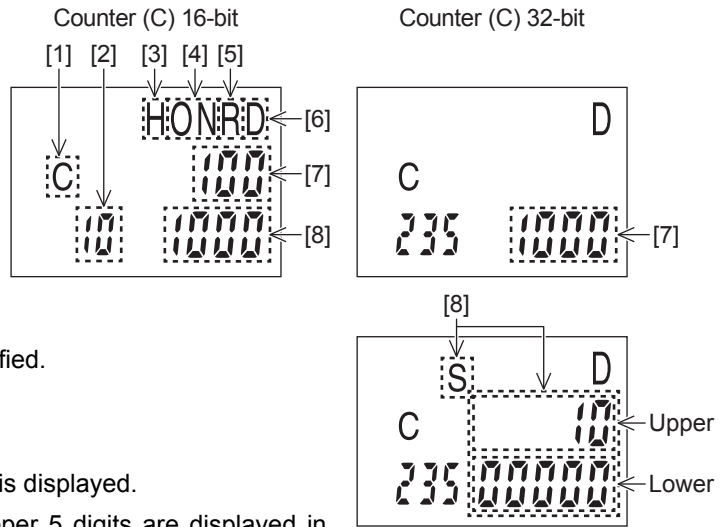 Counter (C) 16-bit
Counter (C) 32-bit
[1] [2] [3] [4] [5]
HONRD
[6]
C
100
[7]
10
1000
[8]
D
C
235
1000
[7]
[8]
S
D
C
10
Upper
235
00000
Lower
fied.
is displayed.
per 5 digits are displayed in